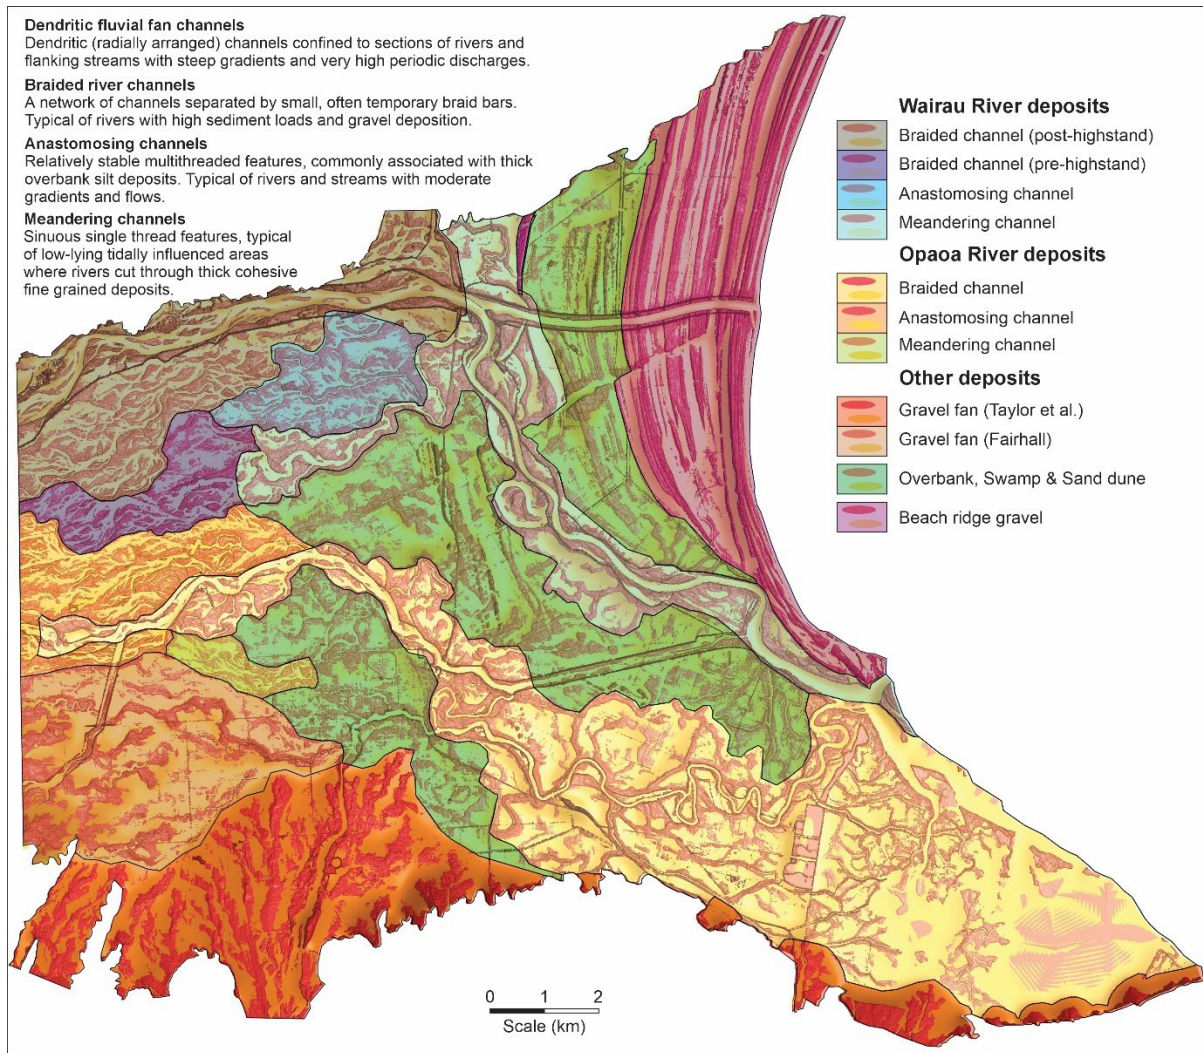 Dendritic fluvial fan channels
Dendritic (radially arranged) channels confined to sections of rivers and
flanking streams with steep gradients and very high periodic discharges.
Braided river channels
A network of channels separated by small, often temporary braid bars.
Typical of rivers with high sediment loads and gravel deposition.
Anastomosing channels
Relatively stable multithreaded features, commonly associated with thick
overbank silt deposits. Typical of rivers and streams with moderate
gradients and flows.
Meandering channels
Sinuous single thread features, typical
of low-lying tidally influenced areas
where rivers cut through thick cohesive
fine grained deposits.
Wairau River deposits
Braided channel (post-highstand)
Braided channel (pre-highstand)
Anastomosing channel
Meandering channel
Opaoa River deposits
Braided channel
Anastomosing channel
Meandering channel
Other deposits
Gravel fan (Taylor et al.)
Gravel fan (Fairhall)
Overbank, Swamp & Sand dune
Beach ridge gravel
0 1 2
Scale (km)